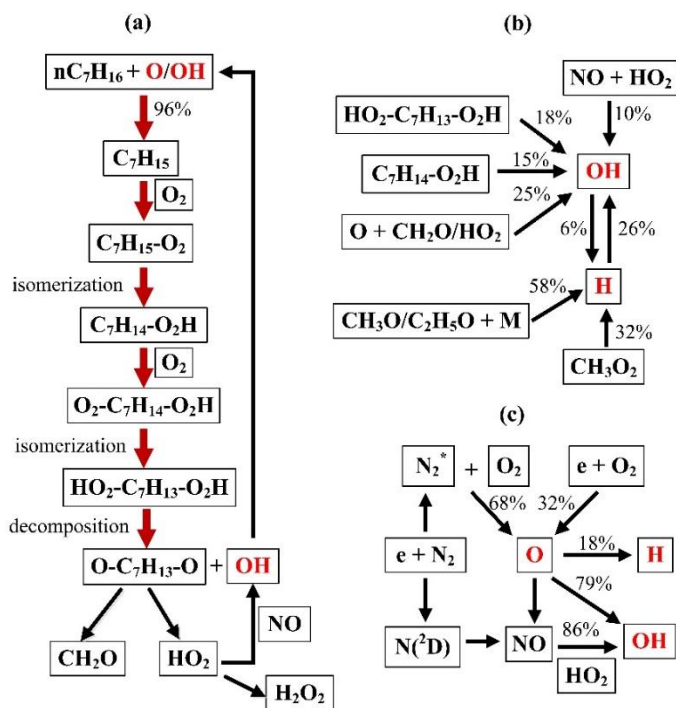 (a)
nC₇H₁₆ + O/OH
96%
C₇H₁₅
O₂
C₇H₁₅-O₂
isomerization
C₇H₁₄-O₂H
O₂
O₂-C₇H₁₄-O₂H
isomerization
HO₂-C₇H₁₃-O₂H
decomposition
O-C₇H₁₃-O + OH
NO
CH₂O
HO₂
H₂O₂
(b)
NO + HO₂
HO₂-C₇H₁₃-O₂H
18%
10%
C₇H₁₄-O₂H
15%
OH
25%
O + CH₂O/HO₂
6%
26%
58%
H
CH₃O/C₂H₅O + M
32%
CH₃O₂
(c)
N₂* + O₂
e + O₂
68%
32%
e + N₂
O
18%
H
79%
N(²D)
NO
86%
OH
HO₂